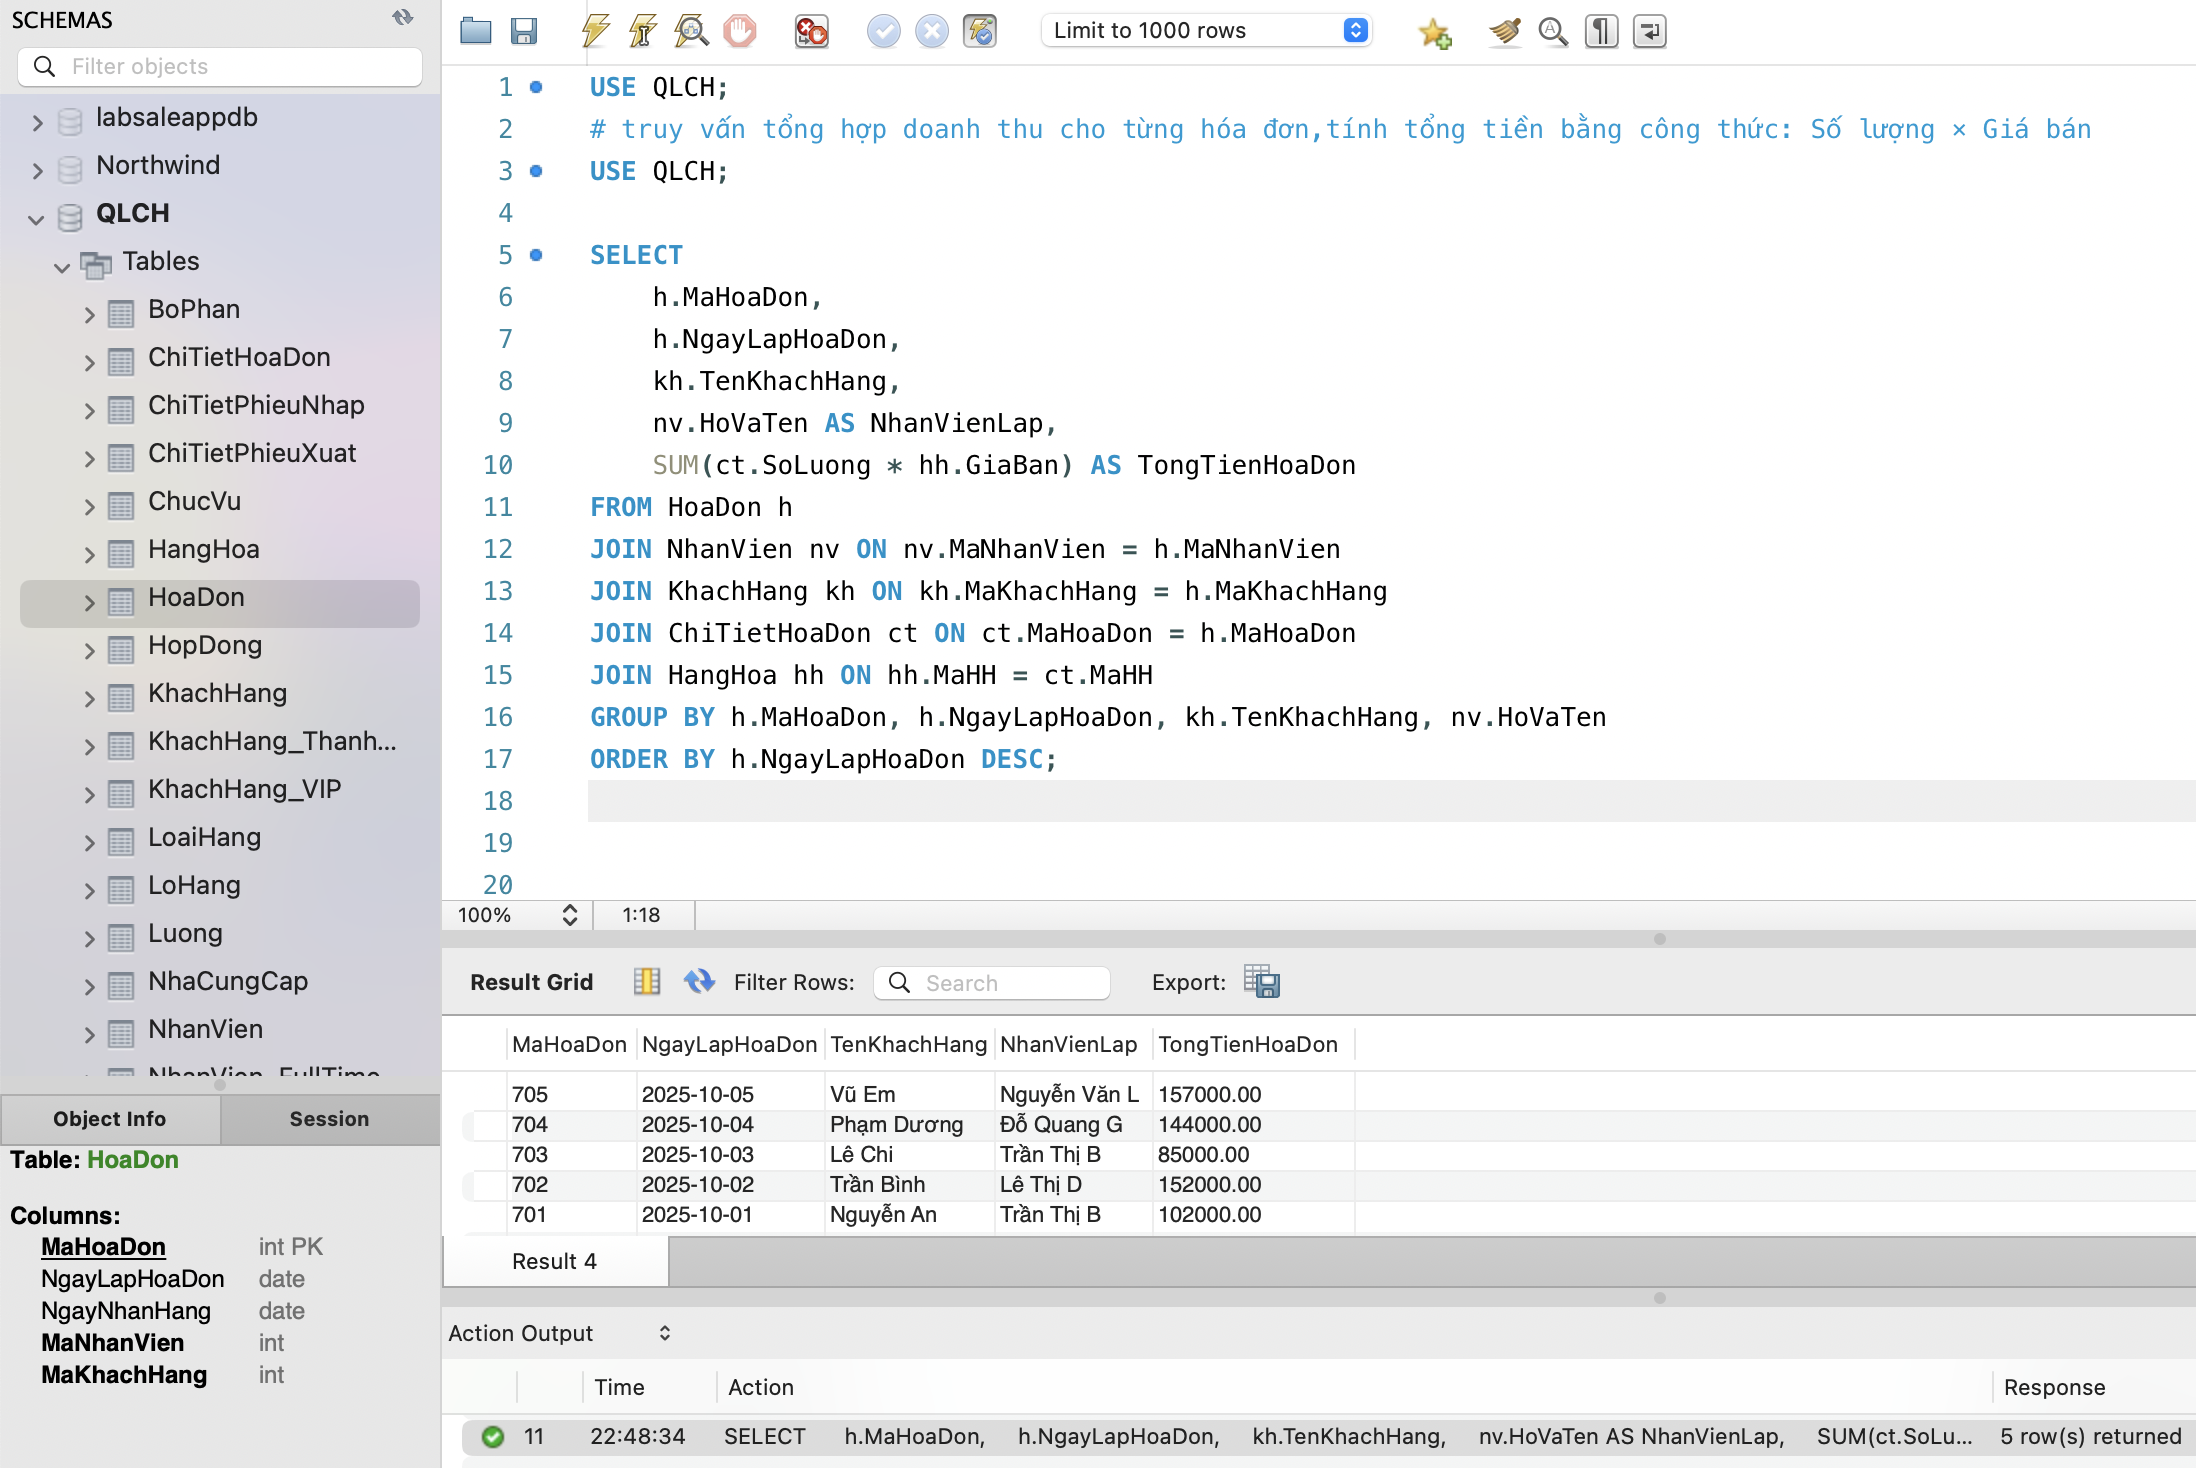 SCHEMAS
Filter objects
labsaleappdb
Northwind
QLCH
Tables
BoPhan
ChiTietHoaDon
ChiTietPhieuNhap
ChiTietPhieuXuat
ChucVu
HangHoa
HoaDon
HopDong
KhachHang
KhachHang_Thanh...
KhachHang_VIP
LoaiHang
LoHang
Luong
NhaCungCap
NhanVien
NhanVien_FullTime
Object Info Session
Table: HoaDon
Columns:
MaHoaDon int PK
NgayLapHoaDon date
NgayNhanHang date
MaNhanVien int
MaKhachHang int
Limit to 1000 rows
1 USE QLCH;
2 # truy vấn tổng hợp doanh thu cho từng hóa đơn,tính tổng tiền bằng công thức: Số lượng × Giá bán
3 USE QLCH;
4
5 SELECT
6 h.MaHoaDon,
7 h.NgayLapHoaDon,
8 kh.TenKhachHang,
9 nv.HoVaTen AS NhanVienLap,
10 SUM(ct.SoLuong * hh.GiaBan) AS TongTienHoaDon
11 FROM HoaDon h
12 JOIN NhanVien nv ON nv.MaNhanVien = h.MaNhanVien
13 JOIN KhachHang kh ON kh.MaKhachHang = h.MaKhachHang
14 JOIN ChiTietHoaDon ct ON ct.MaHoaDon = h.MaHoaDon
15 JOIN HangHoa hh ON hh.MaHH = ct.MaHH
16 GROUP BY h.MaHoaDon, h.NgayLapHoaDon, kh.TenKhachHang, nv.HoVaTen
17 ORDER BY h.NgayLapHoaDon DESC;
18
19
20
100% 1:18
Result Grid Filter Rows: Search Export:
MaHoaDon NgayLapHoaDon TenKhachHang NhanVienLap TongTienHoaDon
705 2025-10-05 Vũ Em Nguyễn Văn L 157000.00
704 2025-10-04 Phạm Dương Đỗ Quang G 144000.00
703 2025-10-03 Lê Chi Trần Thị B 85000.00
702 2025-10-02 Trần Bình Lê Thị D 152000.00
701 2025-10-01 Nguyễn An Trần Thị B 102000.00
Result 4
Action Output
Time Action Response
11 22:48:34 SELECT h.MaHoaDon, h.NgayLapHoaDon, kh.TenKhachHang, nv.HoVaTen AS NhanVienLap, SUM(ct.SoLu... 5 row(s) returned